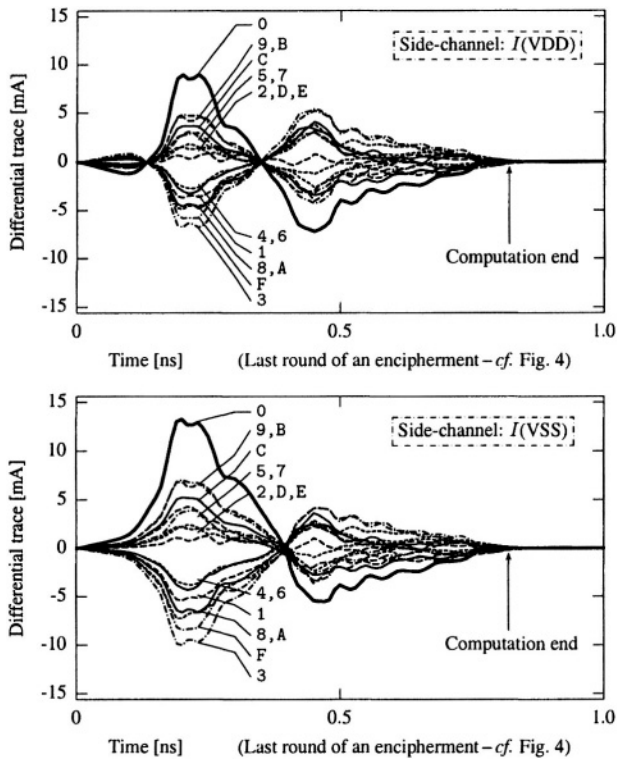 Differential trace [mA]
15
10
5
0
-5
-10
-15
0
9,B
C
5,7
2,D,E
4,6
1
8,A
F
3
Side-channel: I(VDD)
Computation end
0
0.5
1.0
Time [ns]
(Last round of an encipherment – cf. Fig. 4)
Differential trace [mA]
15
10
5
0
-5
-10
-15
0
9,B
C
5,7
2,D,E
4,6
1
8,A
F
3
Side-channel: I(VSS)
Computation end
0
0.5
1.0
Time [ns]
(Last round of an encipherment – cf. Fig. 4)